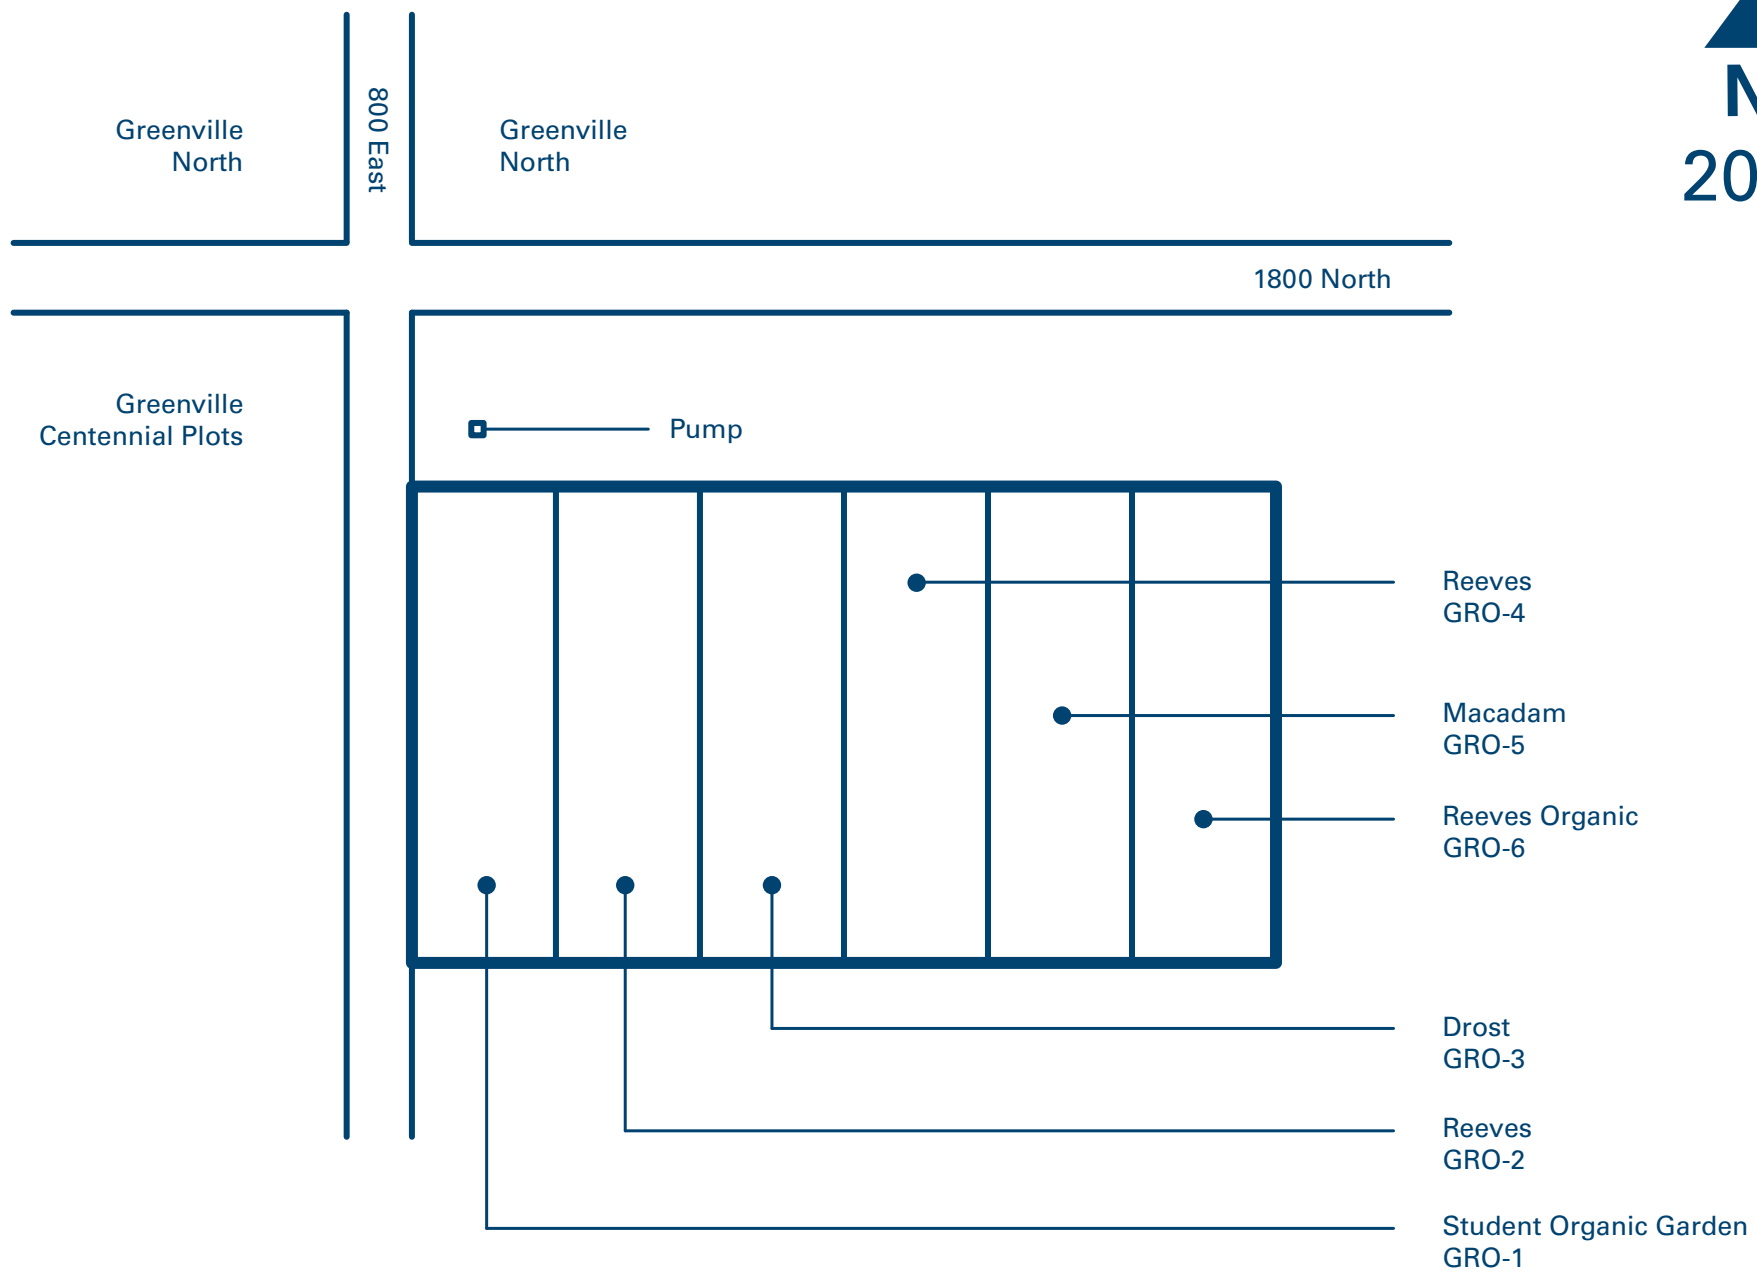 Greenville
North
800 East
Greenville
North
N
20
1800 North
Greenville
Centennial Plots
Pump
Reeves
GRO-4
Macadam
GRO-5
Reeves Organic
GRO-6
Drost
GRO-3
Reeves
GRO-2
Student Organic Garden
GRO-1